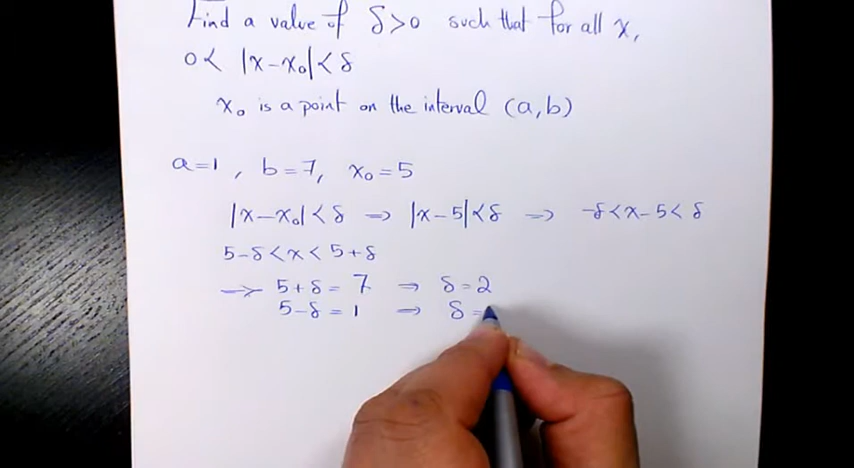 Find a value of δ>0 such that for all x,
0< |x-x₀|<δ
x₀ is a point on the interval (a,b)
a=1, b=7, x₀=5
|x-x₀|<δ ⇒ |x-5|<δ ⇒ -δ<x-5<δ
5-δ<x<5+δ
⇒ 5+δ=7 ⇒ δ=2
5-δ=1 ⇒ δ=